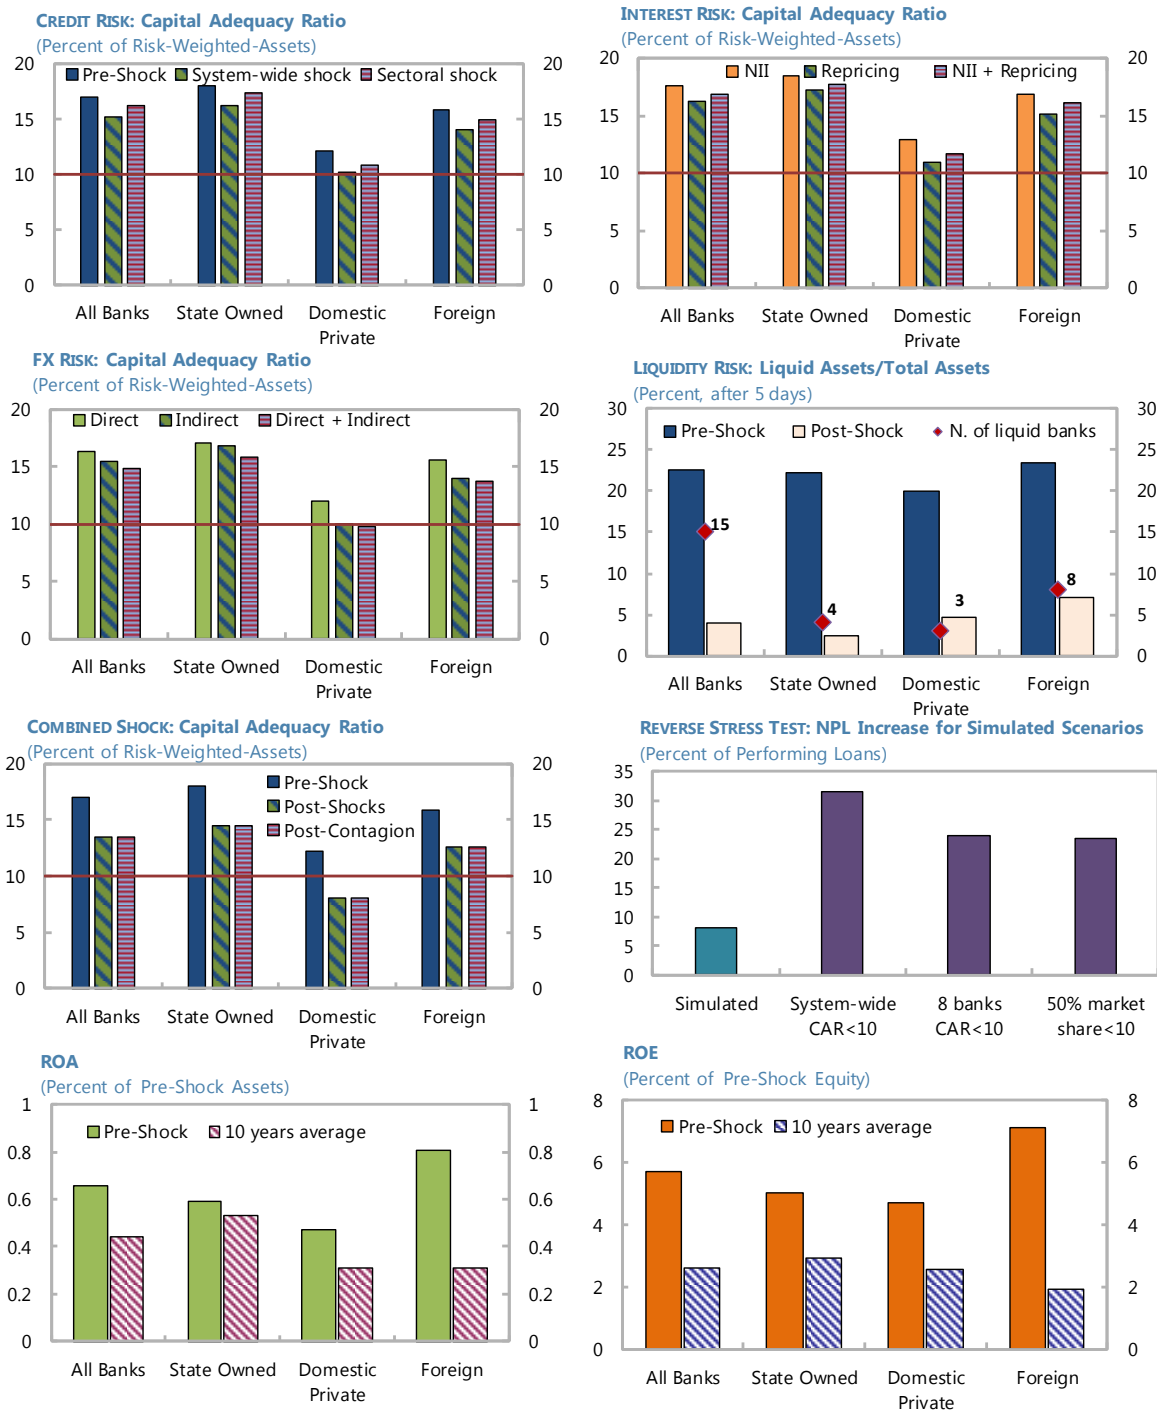 CREDIT RISK: Capital Adequacy Ratio
(Percent of Risk-Weighted-Assets)
20 20
Pre-Shock System-wide shock Sectoral shock
15 15
10 10
5 5
0 0
All Banks State Owned Domestic Private Foreign
INTEREST RISK: Capital Adequacy Ratio
(Percent of Risk-Weighted-Assets)
20 20
NII Repricing NII + Repricing
15 15
10 10
5 5
0 0
All Banks State Owned Domestic Private Foreign
FX RISK: Capital Adequacy Ratio
(Percent of Risk-Weighted-Assets)
20 20
Direct Indirect Direct + Indirect
15 15
10 10
5 5
0 0
All Banks State Owned Domestic Private Foreign
LIQUIDITY RISK: Liquid Assets/Total Assets
(Percent, after 5 days)
30 30
Pre-Shock Post-Shock N. of liquid banks
25 25
20 20
15 15 15
10 10
8
4 3
5 5
0 0
All Banks State Owned Domestic Private Foreign
COMBINED SHOCK: Capital Adequacy Ratio
(Percent of Risk-Weighted-Assets)
20 20
Pre-Shock
Post-Shocks
Post-Contagion
15 15
10 10
5 5
0 0
All Banks State Owned Domestic Private Foreign
REVERSE STRESS TEST: NPL Increase for Simulated Scenarios
(Percent of Performing Loans)
35
30
25
20
15
10
5
0
Simulated System-wide CAR<10 8 banks CAR<10 50% market share<10
ROA
(Percent of Pre-Shock Assets)
1 1
Pre-Shock 10 years average
0.8 0.8
0.6 0.6
0.4 0.4
0.2 0.2
0 0
All Banks State Owned Domestic Private Foreign
ROE
(Percent of Pre-Shock Equity)
8 8
Pre-Shock 10 years average
6 6
4 4
2 2
0 0
All Banks State Owned Domestic Private Foreign